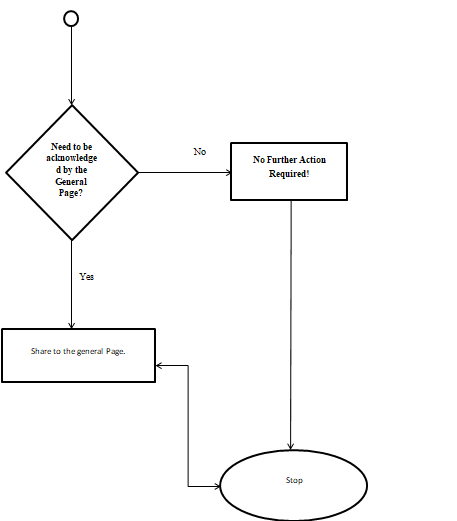 Need to be
acknowledge
d by the
General
Page?
No
No Further Action
Required!
Yes
Share to the general Page.
Stop